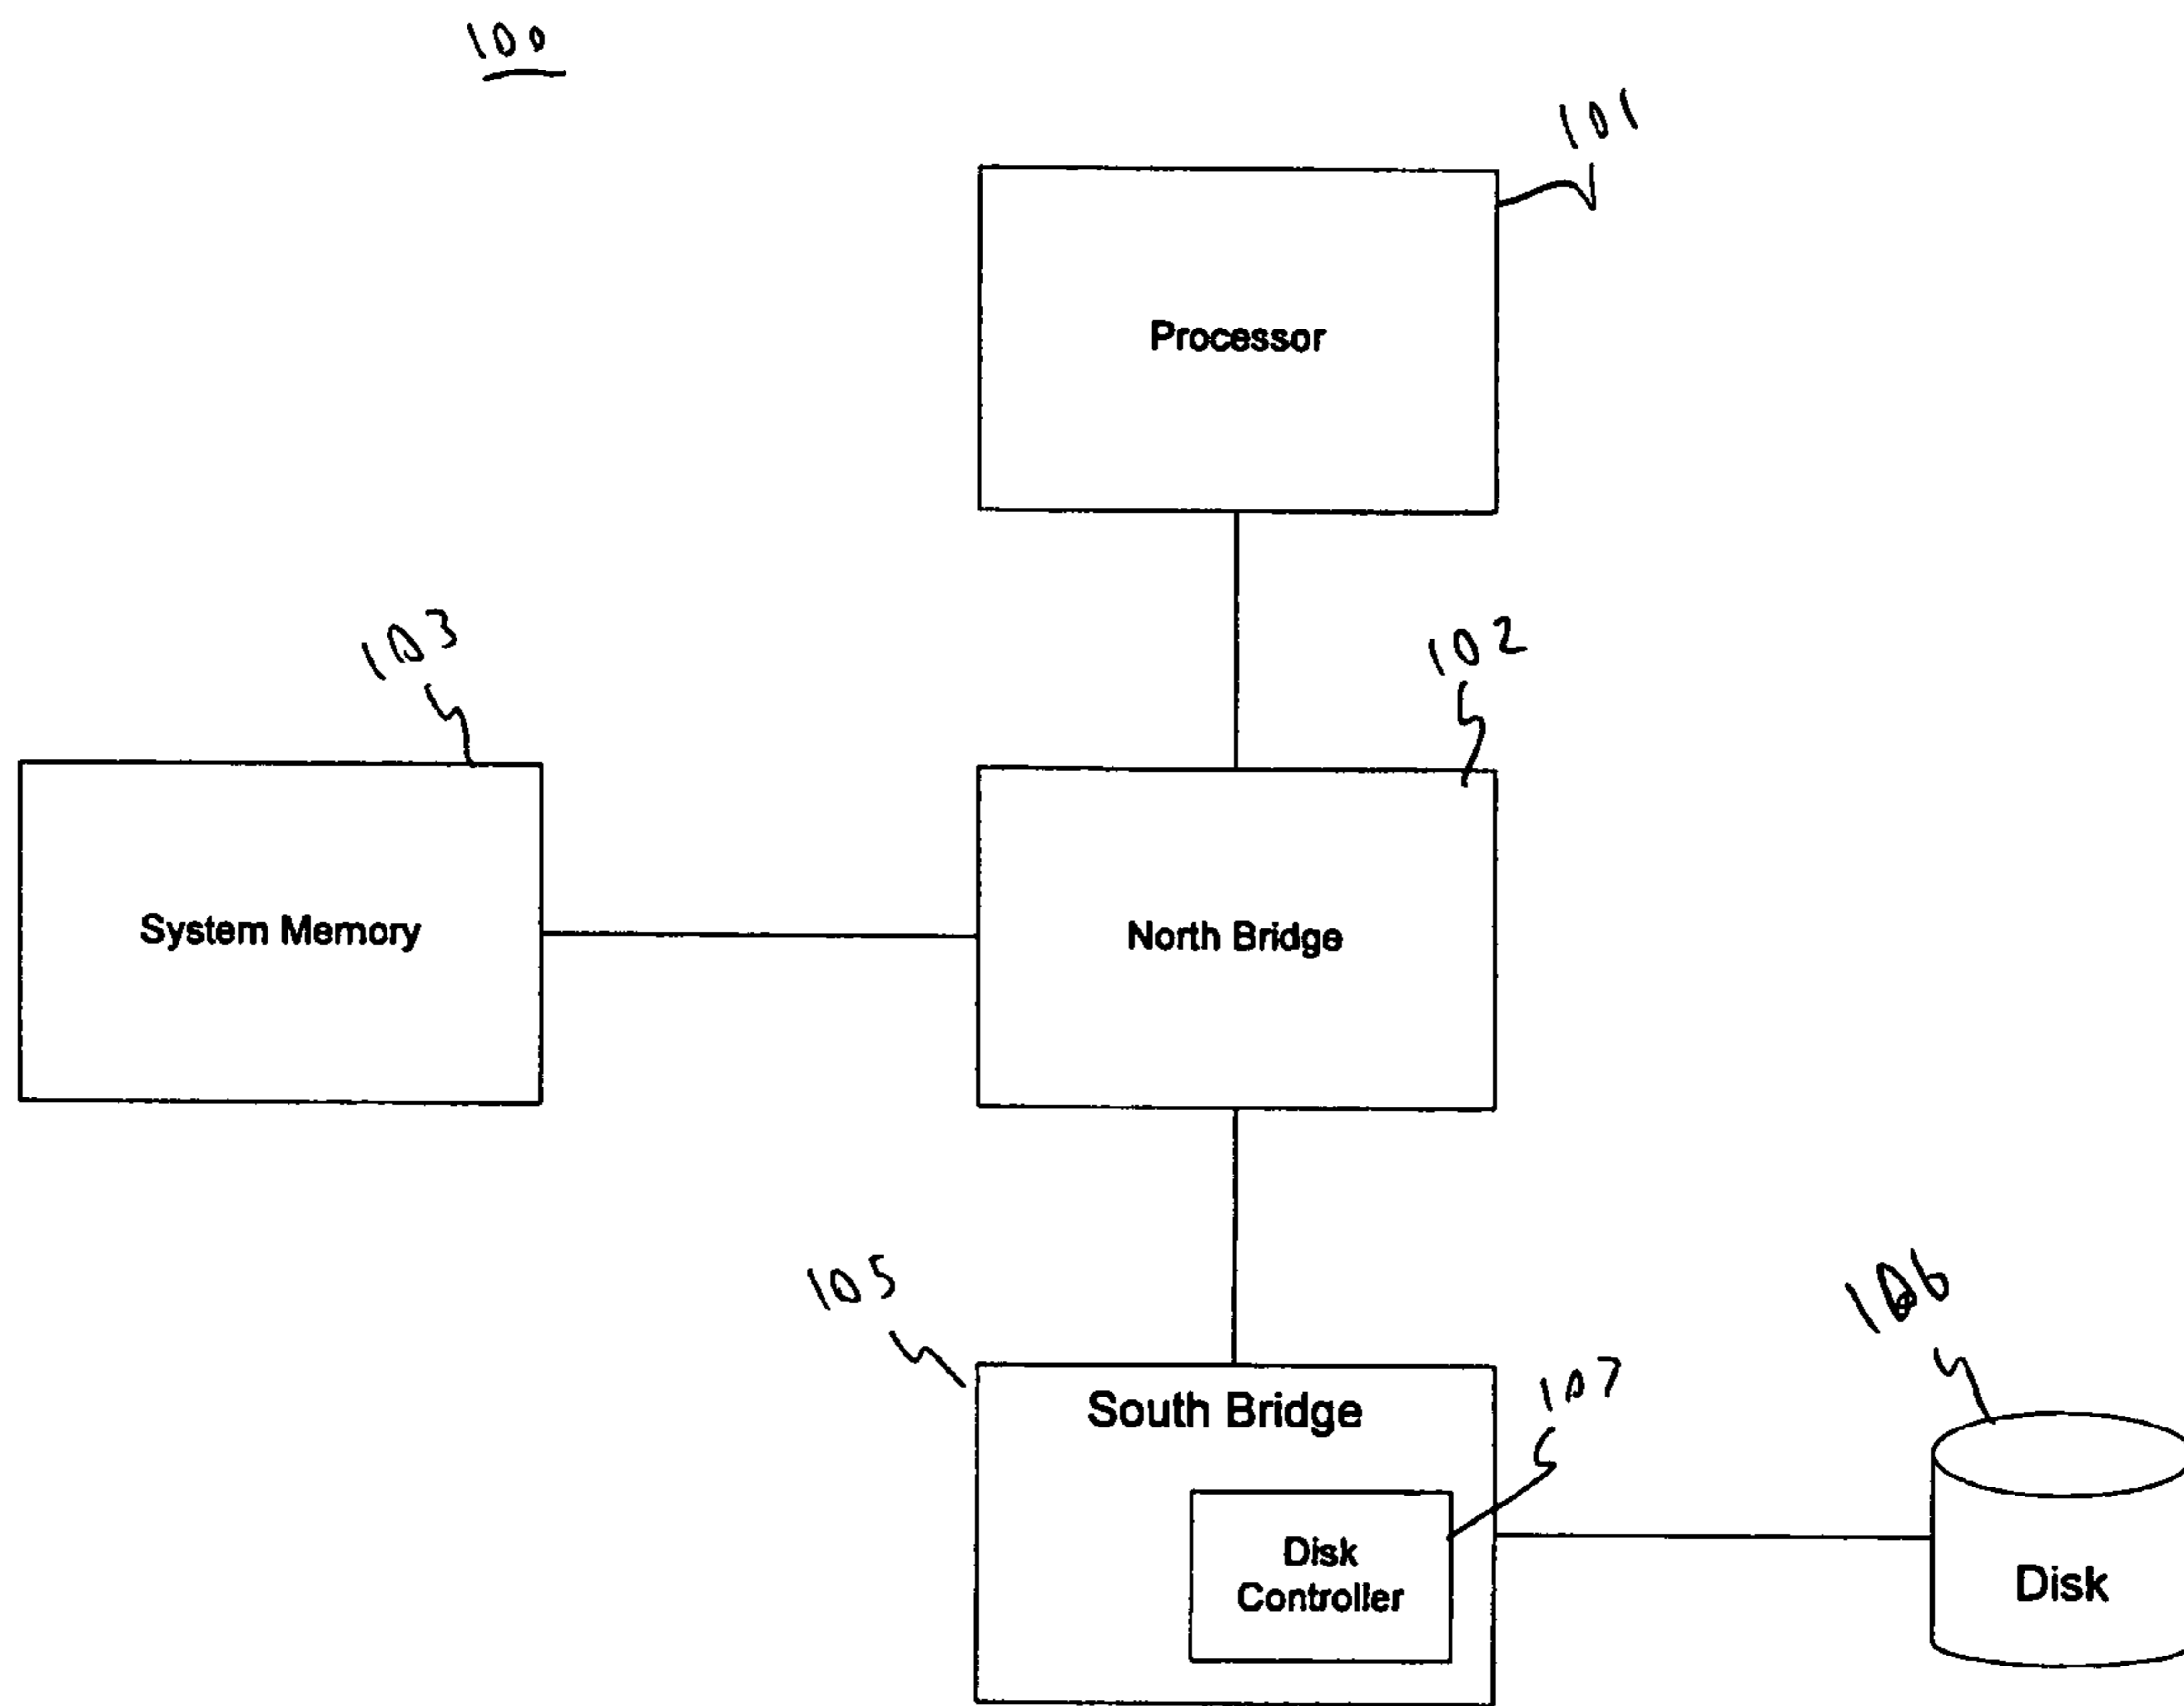 100
101
Processor
103
102
System Memory
North Bridge
105
106
107
South Bridge
Disk
Controller
Disk